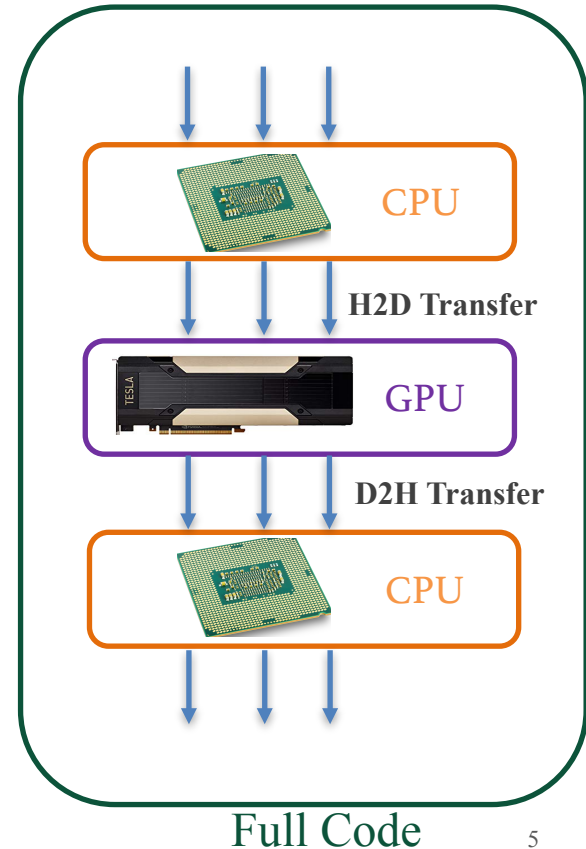 CPU
H2D Transfer
TESLA
GPU
D2H Transfer
CPU
Full Code
5